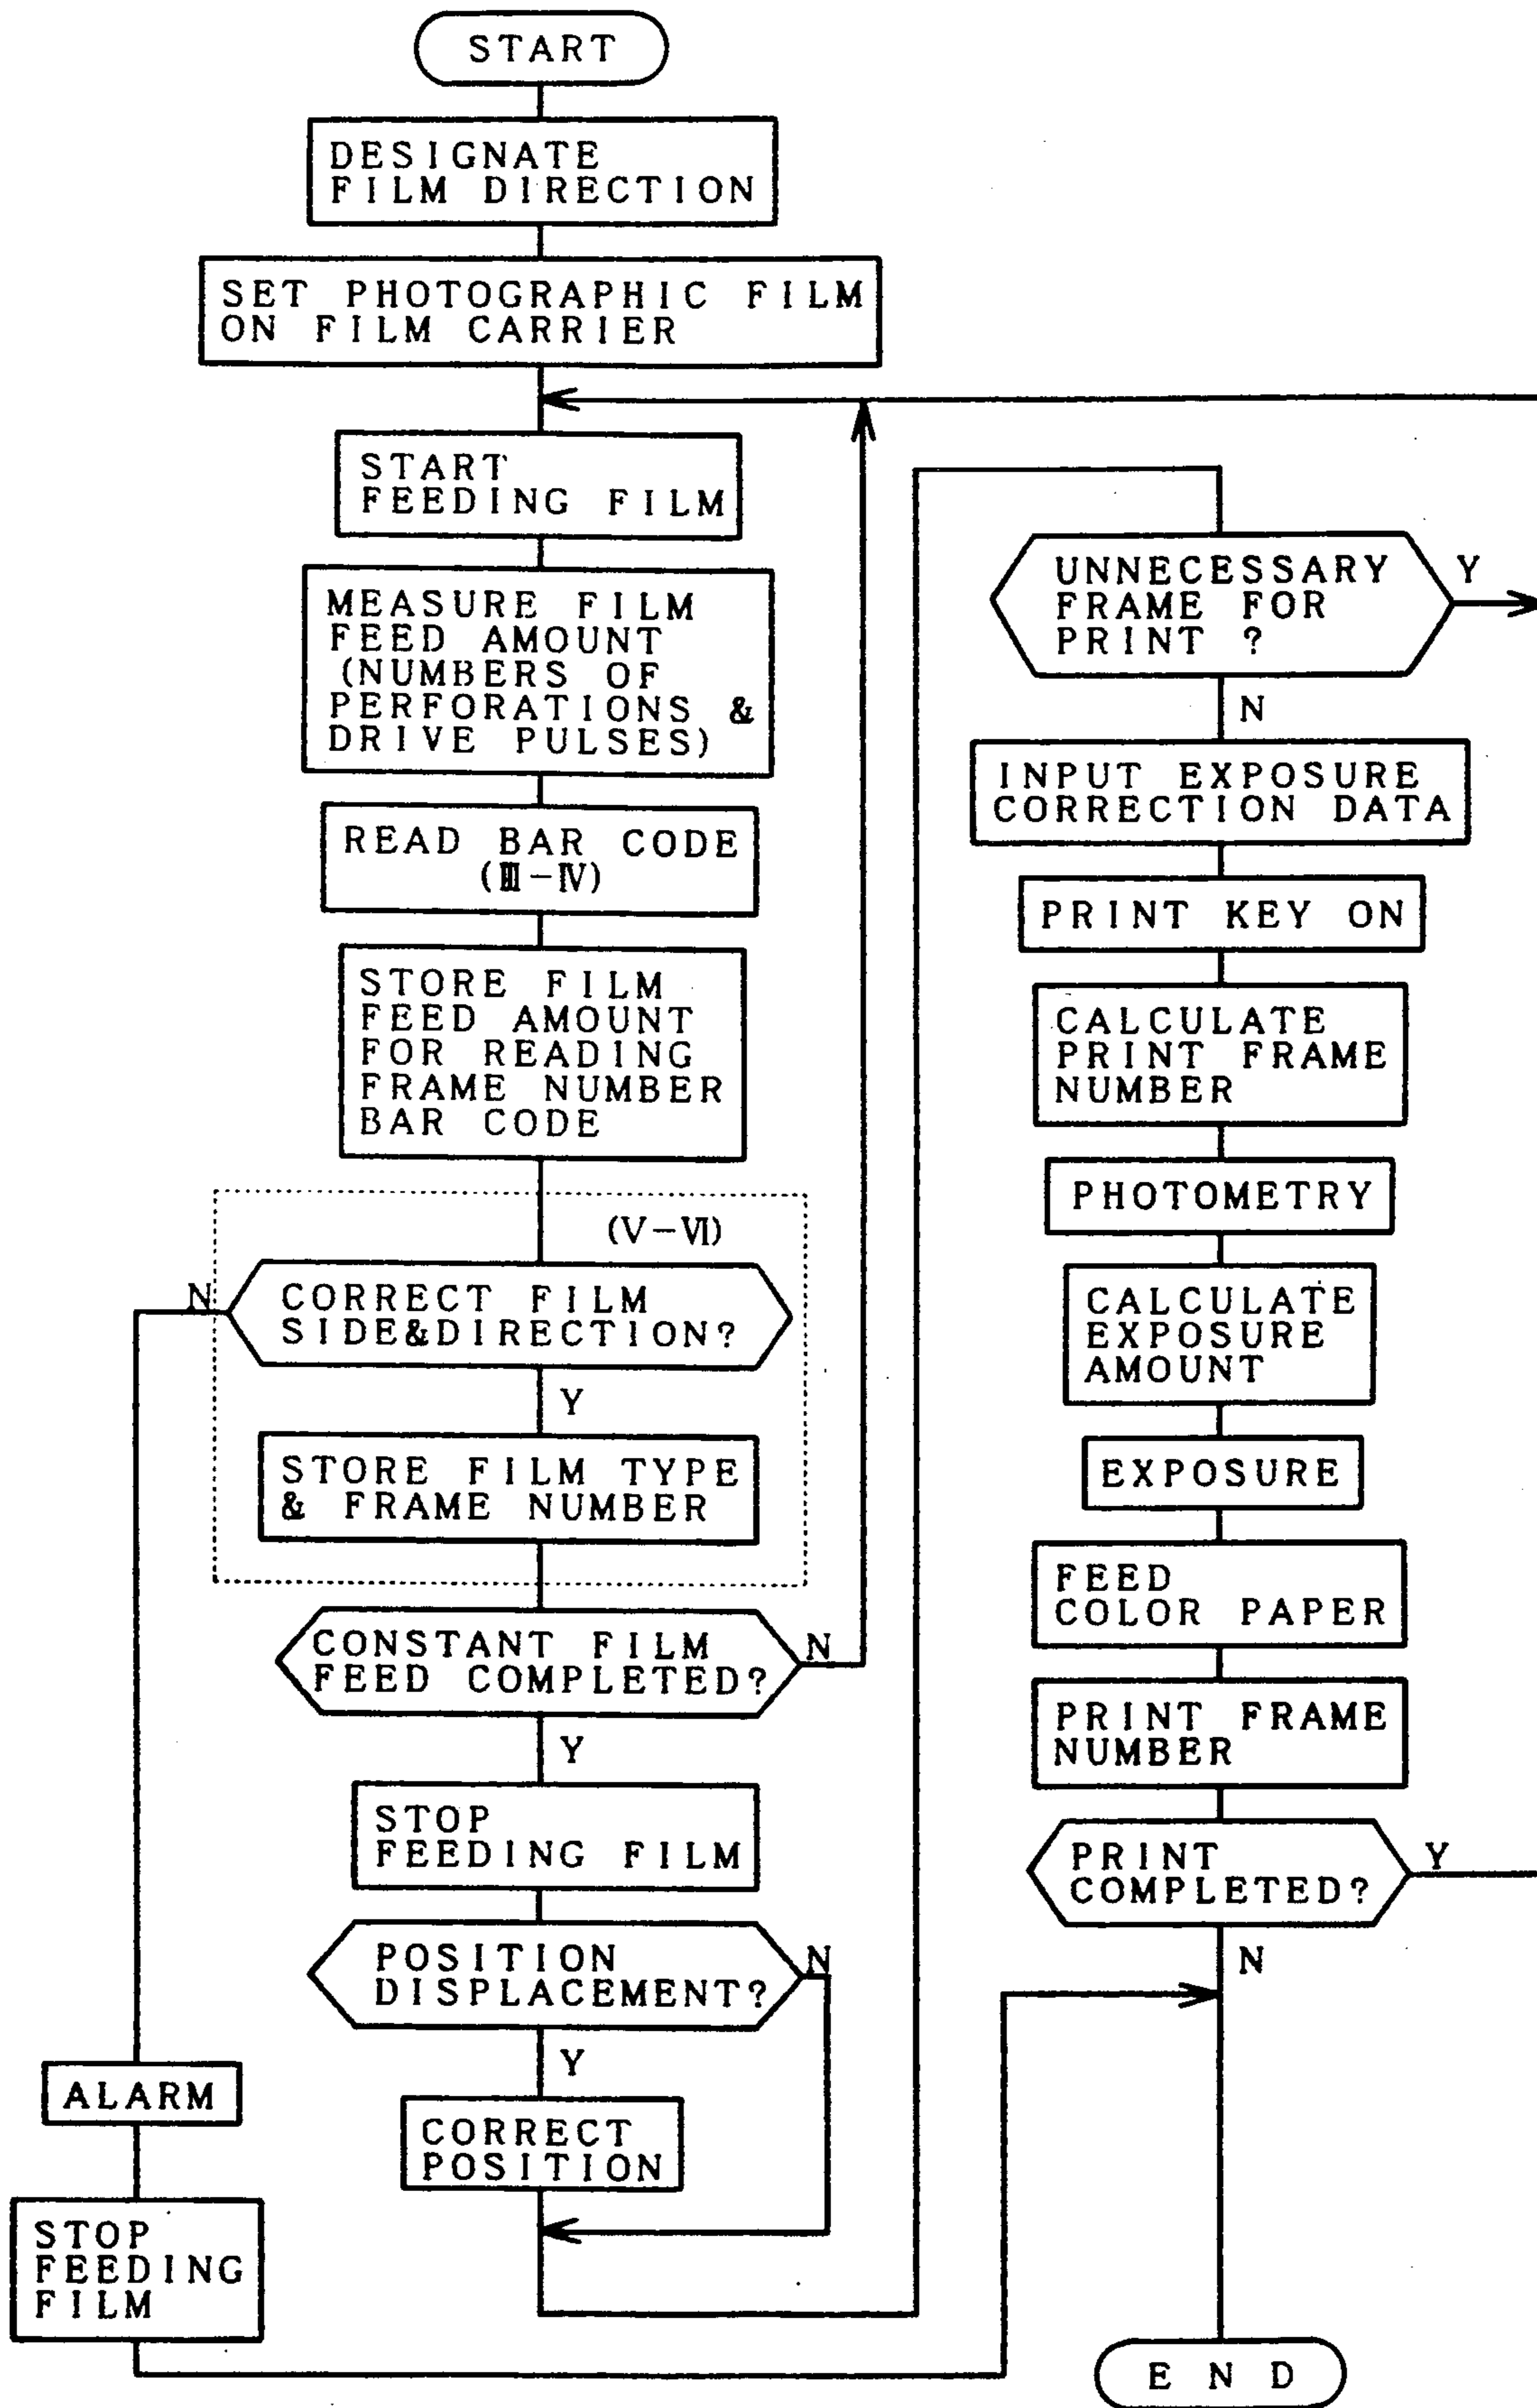 START
DESIGNATE
FILM DIRECTION
SET PHOTOGRAPHIC FILM
ON FILM CARRIER
START
FEEDING FILM
MEASURE FILM
FEED AMOUNT
(NUMBERS OF
PERFORATIONS &
DRIVE PULSES)
READ BAR CODE
(Ⅲ-Ⅳ)
STORE FILM
FEED AMOUNT
FOR READING
FRAME NUMBER
BAR CODE
(Ⅴ-Ⅵ)
N
CORRECT FILM
SIDE&DIRECTION?
Y
STORE FILM TYPE
& FRAME NUMBER
CONSTANT FILM
FEED COMPLETED?
N
Y
STOP
FEEDING FILM
POSITION
DISPLACEMENT?
N
Y
CORRECT
POSITION
ALARM
STOP
FEEDING
FILM
UNNECESSARY
FRAME FOR
PRINT ?
Y
N
INPUT EXPOSURE
CORRECTION DATA
PRINT KEY ON
CALCULATE
PRINT FRAME
NUMBER
PHOTOMETRY
CALCULATE
EXPOSURE
AMOUNT
EXPOSURE
FEED
COLOR PAPER
PRINT FRAME
NUMBER
PRINT
COMPLETED?
Y
N
END